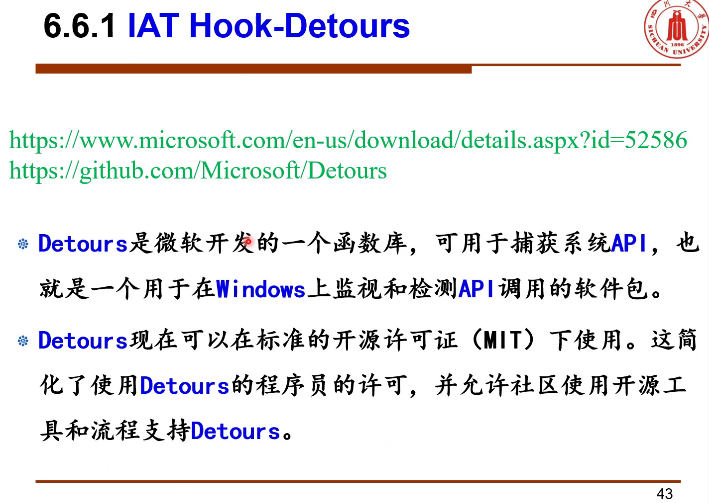 6.6.1 IAT Hook-Detours
SICHUAN UNIVERSITY
1896
https://www.microsoft.com/en-us/download/details.aspx?id=52586
https://github.com/Microsoft/Detours
Detours是微软开发的一个函数库，可用于捕获系统API，也
就是一个用于在Windows上监视和检测API调用的软件包。
Detours现在可以在标准的开源许可证（MIT）下使用。这简
化了使用Detours的程序员的许可，并允许社区使用开源工
具和流程支持Detours。
43